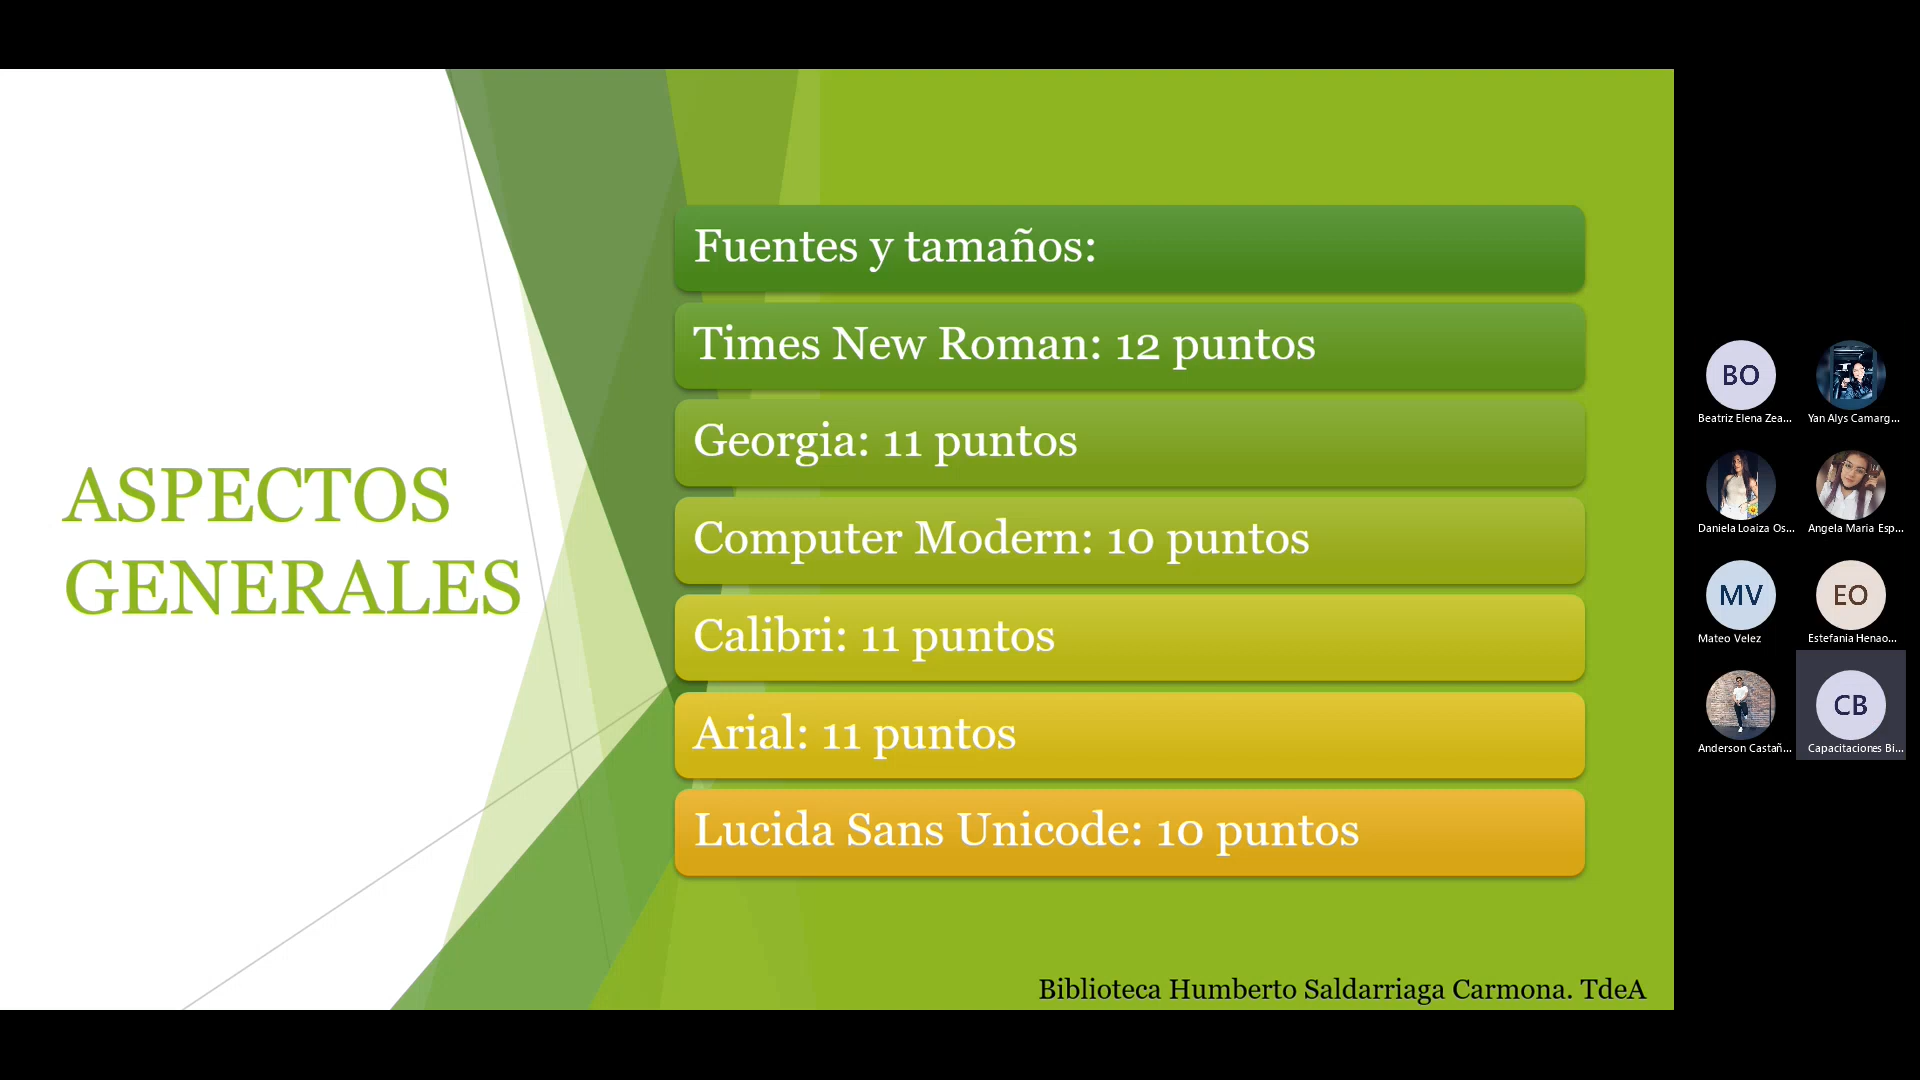 ASPECTOS
GENERALES
Fuentes y tamaños:
Times New Roman: 12 puntos
Georgia: 11 puntos
Computer Modern: 10 puntos
Calibri: 11 puntos
Arial: 11 puntos
Lucida Sans Unicode: 10 puntos
Biblioteca Humberto Saldarriaga Carmona. TdeA
BO
Beatriz Elena Zea...
Yan Alys Camarg...
Daniela Loaiza Os...
Angela Maria Esp...
MV
Mateo Velez
EO
Estefania Henao...
Anderson Castañ...
CB
Capacitaciones Bi...